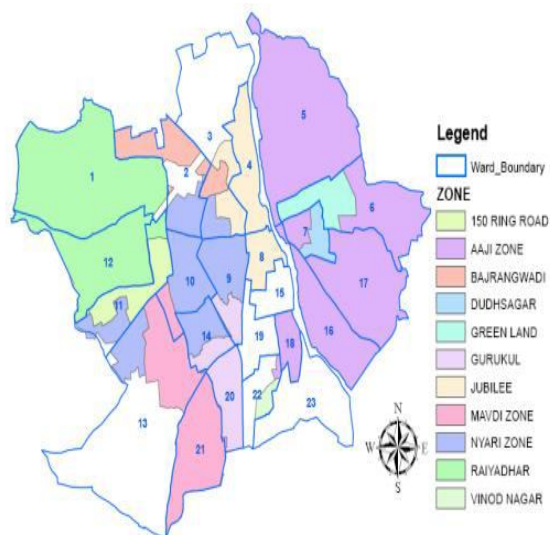 5
3
4
Legend
Ward_Boundary
1
2
6
ZONE
150 RING ROAD
7
AAJI ZONE
12
8
17
BAJRANGWADI
10
9
DUDHSAGAR
11
15
GREEN LAND
16
14
19
18
GURUKUL
JUBILEE
20
22
23
MAVDI ZONE
13
N
W E
S
21
NYARI ZONE
RAIYADHAR
VINOD NAGAR